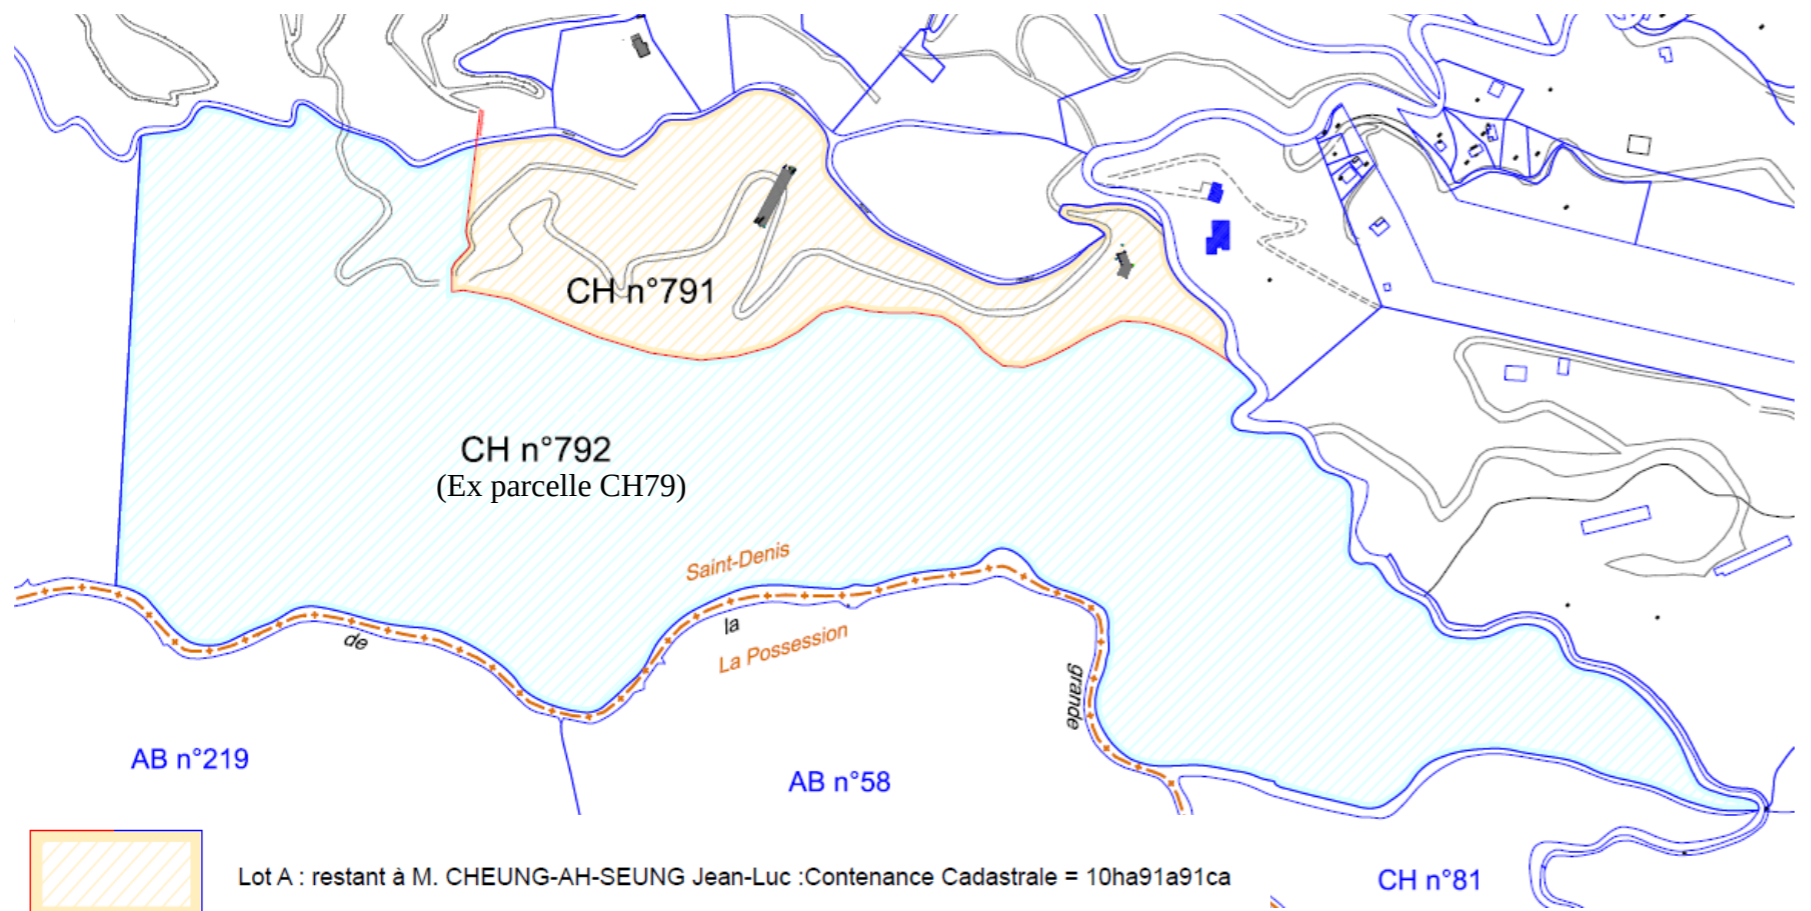 CH n°791
CH n°792
(Ex parcelle CH79)
Saint-Denis
de
la
La Possession
grande
AB n°219
AB n°58
Lot A : restant à M. CHEUNG-AH-SEUNG Jean-Luc :Contenance Cadastrale = 10ha91a91ca
CH n°81